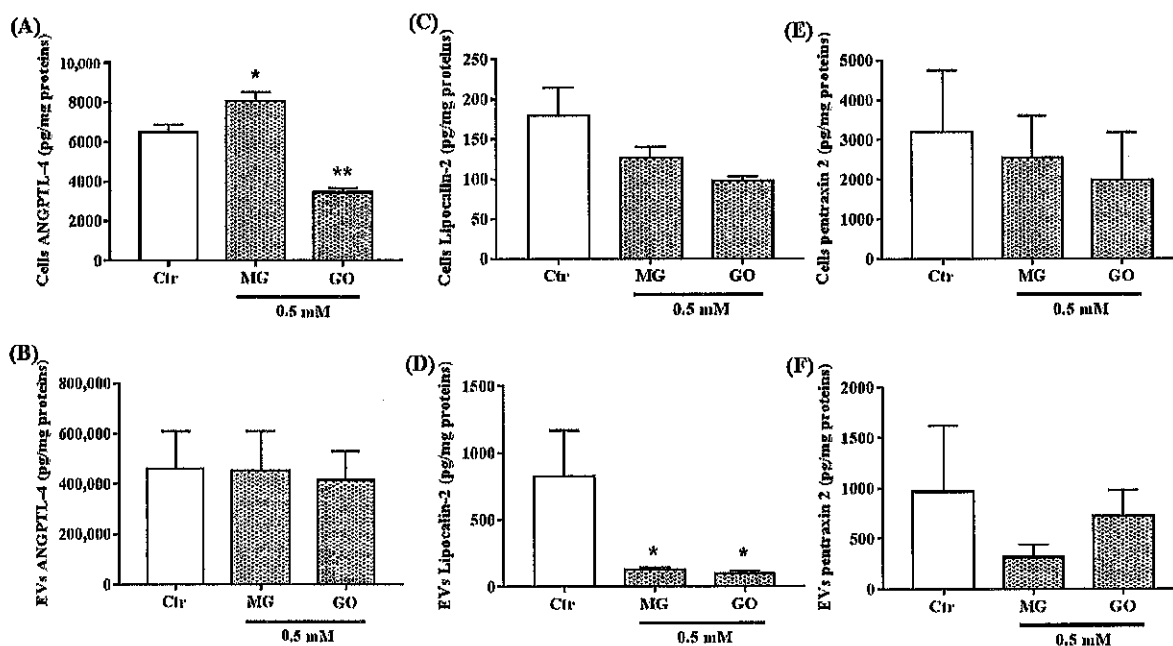 (A)
Cells ANGPTL-4 (pg/mg proteins)
10,000
8000
6000
4000
2000
0
*
**
Ctr MG GO
0.5 mM
(C)
Cells Lipocalin-2 (pg/mg proteins)
250
200
150
100
50
0
Ctr MG GO
0.5 mM
(E)
Cells pentraxin 2 (pg/mg proteins)
5000
4000
3000
2000
1000
0
Ctr MG GO
0.5 mM
(B)
EVs ANGPTL-4 (pg/mg proteins)
800,000
600,000
400,000
200,000
0
Ctr MG GO
0.5 mM
(D)
EVs Lipocalin-2 (pg/mg proteins)
1500
1000
500
0
* *
Ctr MG GO
0.5 mM
(F)
EVs pentraxin 2 (pg/mg proteins)
2000
1500
1000
500
0
Ctr MG GO
0.5 mM